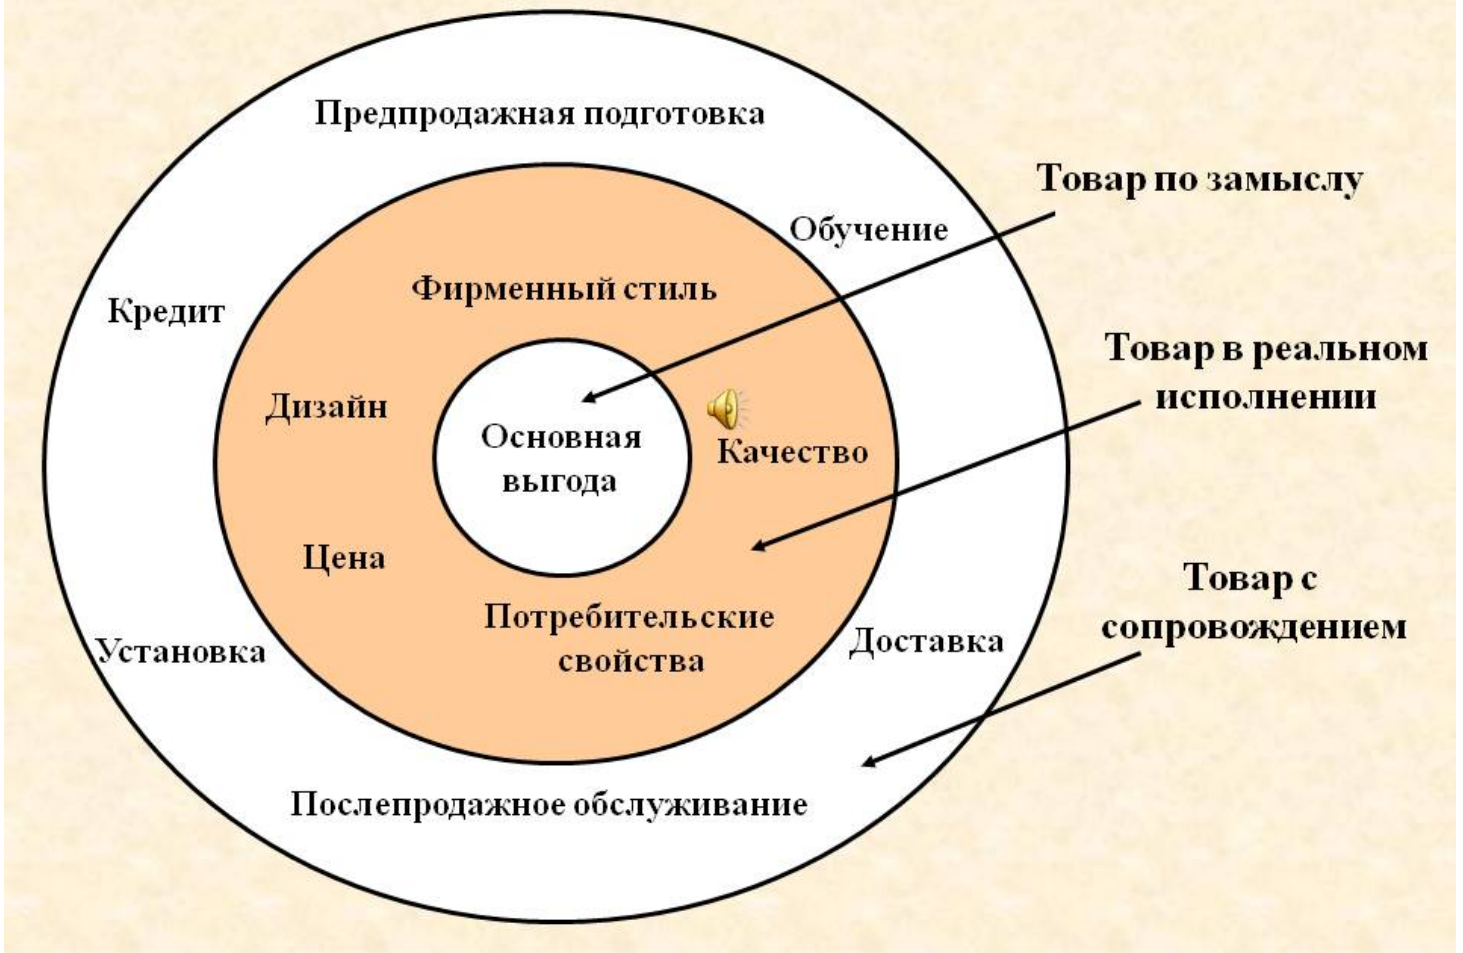 Предпродажная подготовка
Товар по замыслу
Обучение
Фирменный стиль
Кредит
Товар в реальном
исполнении
Дизайн
Основная
выгода
Качество
Цена
Товар с
сопровождением
Потребительские
свойства
Установка
Доставка
Послепродажное обслуживание